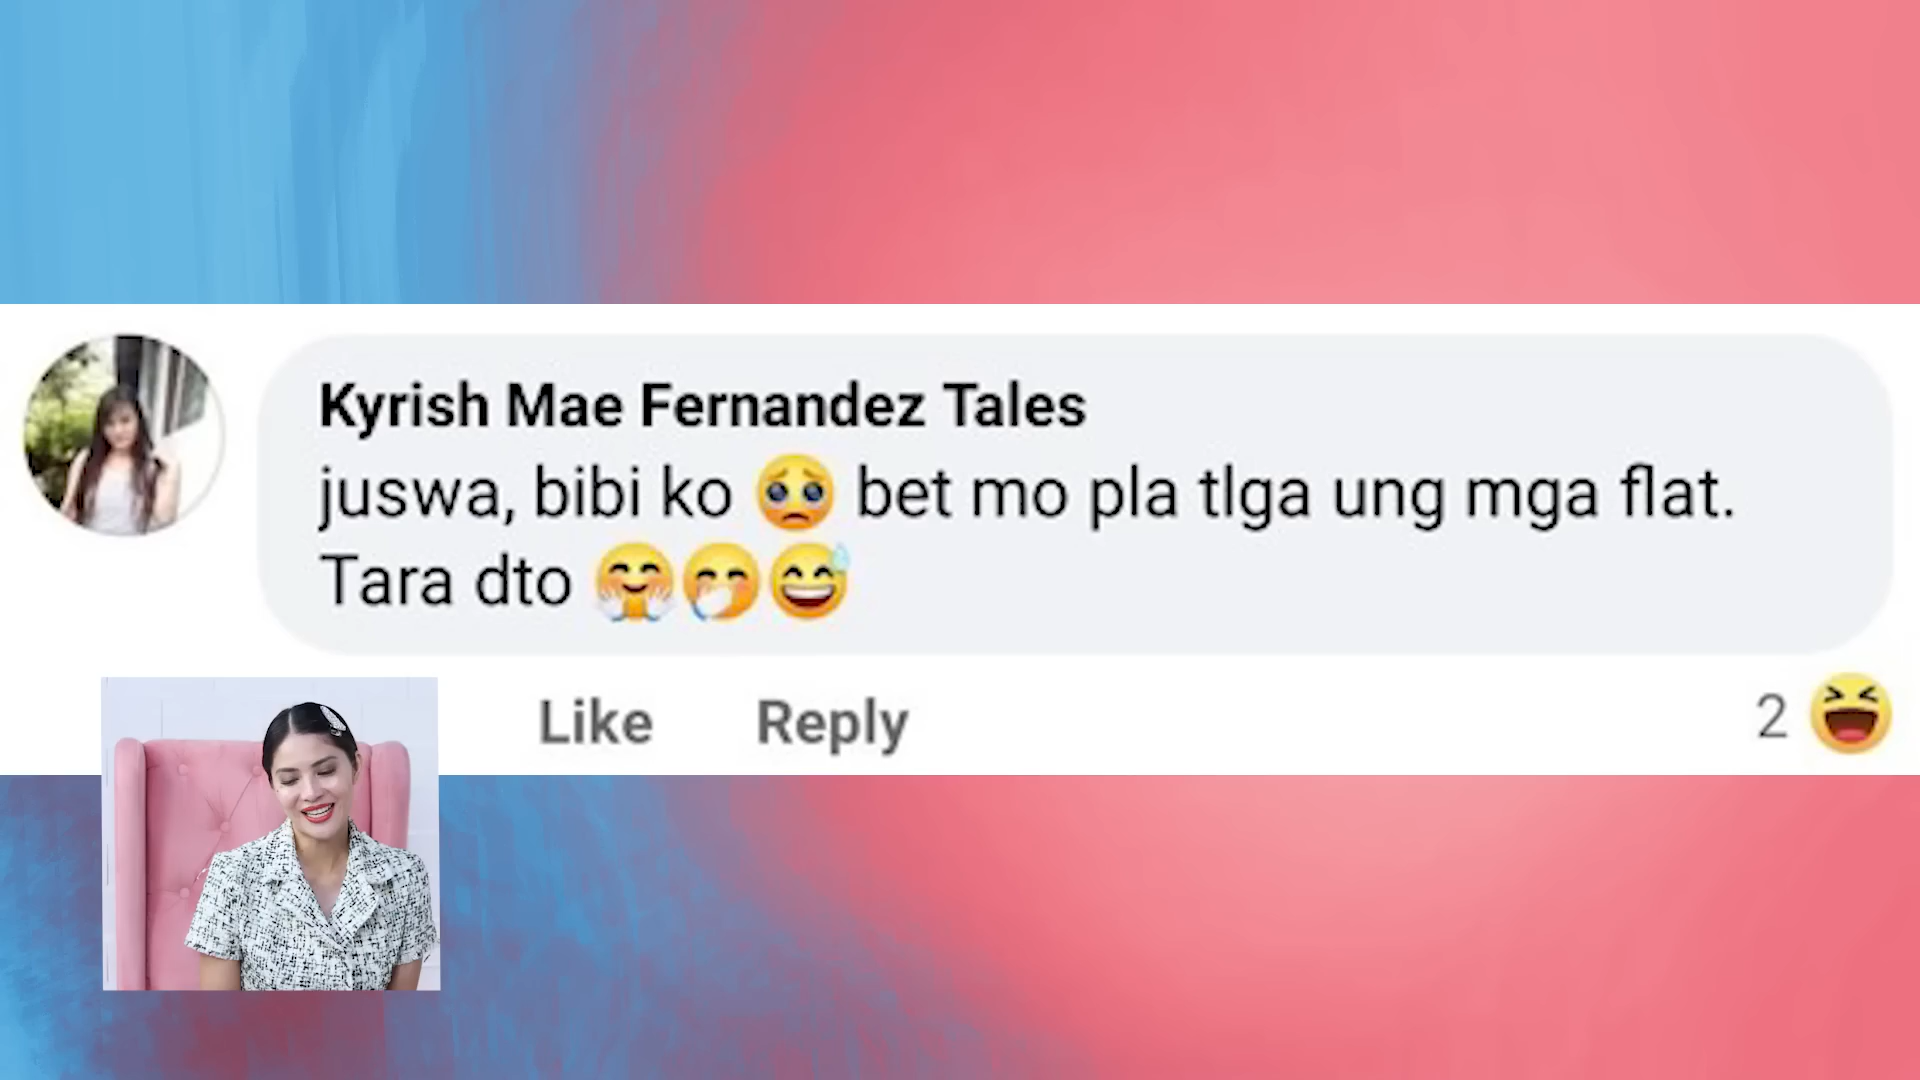 Kyrish Mae Fernandez Tales
juswa, bibi ko 🥺 bet mo pla tlga ung mga flat.
Tara dto 🤗🤭😅
Like Reply 2